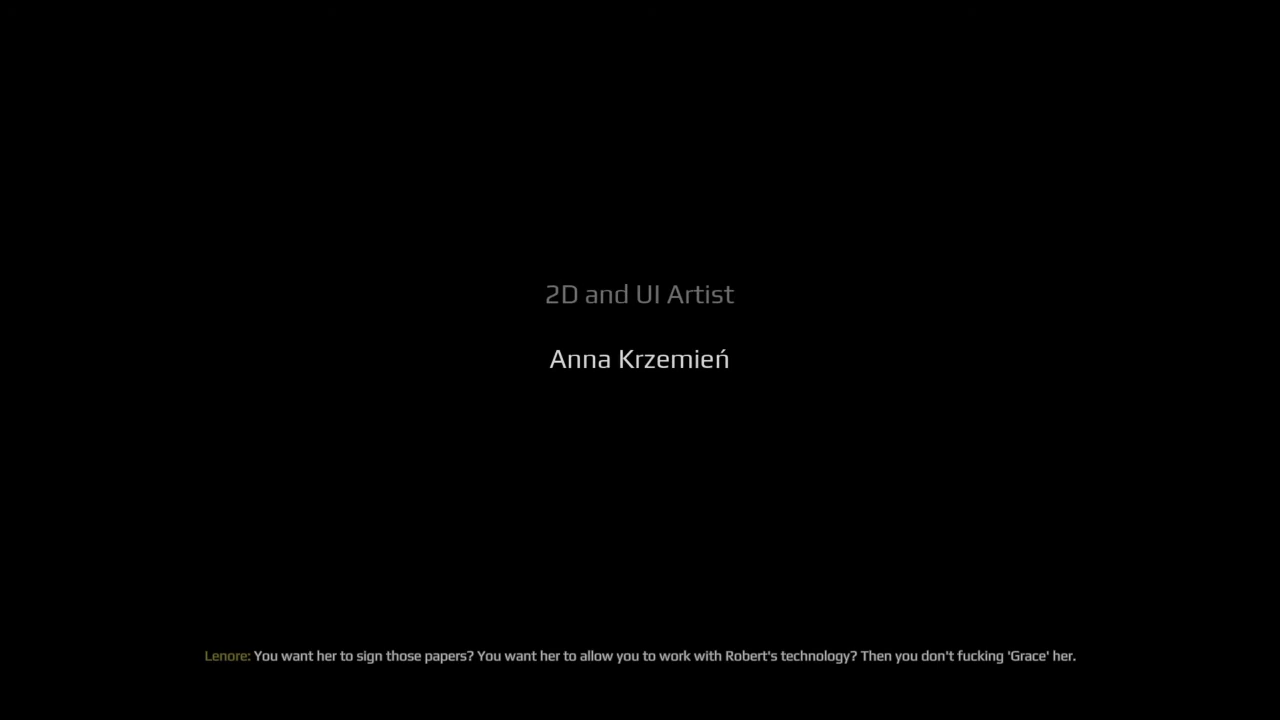 2D and UI Artist
Anna Krzemień
Lenore: You want her to sign those papers? You want her to allow you to work with Robert's technology? Then you don't fucking 'Grace' her.